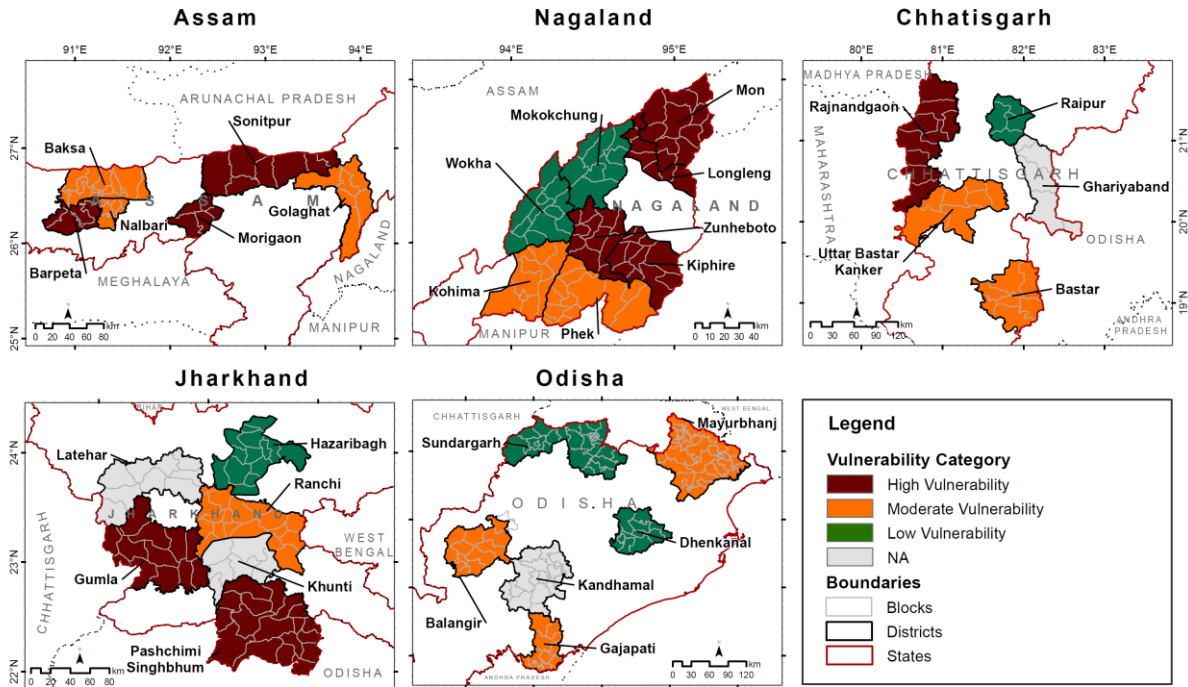 Assam
Nagaland
Chhatisgarh
91°E
92°E
93°E
94°E
94°E
95°E
80°E
81°E
82°E
83°E
27°N
26°N
25°N
ARUNACHAL PRADESH
Sonitpur
Baksa
A S S A M
Golaghat
Nalbari
Morigaon
Barpeta
MEGHALAYA
NAGALAND
MANIPUR
N
0 20 40 60 80
km
ASSAM
Mon
Mokokchung
Wokha
Longleng
NAGALAND
Zunheboto
Kiphire
Kohima
Phek
MANIPUR
N
0 10 20 30 40
km
MADHYA PRADESH
Rajnandgaon
Raipur
MAHARASHTRA
CHHATTISGARH
Ghariyaband
ODISHA
Uttar Bastar
Kanker
Bastar
ANDHRA
PRADESH
N
0 30 60 90 120
km
21°N
20°N
19°N
Jharkhand
Odisha
24°N
23°N
22°N
BIHAR
Hazaribagh
Latehar
Ranchi
JHARKHAND
CHHATTISGARH
WEST
BENGAL
Gumla
Khunti
Pashchimi
Singhbhum
ODISHA
N
0 20 40 60 80
km
CHHATTISGARH
WEST BENGAL
Mayurbhanj
Sundargarh
ODISHA
Dhenkanal
Kandhamal
Balangir
Gajapati
ANDHRA PRADESH
N
0 30 60 90 120
km
Legend
Vulnerability Category
High Vulnerability
Moderate Vulnerability
Low Vulnerability
NA
Boundaries
Blocks
Districts
States